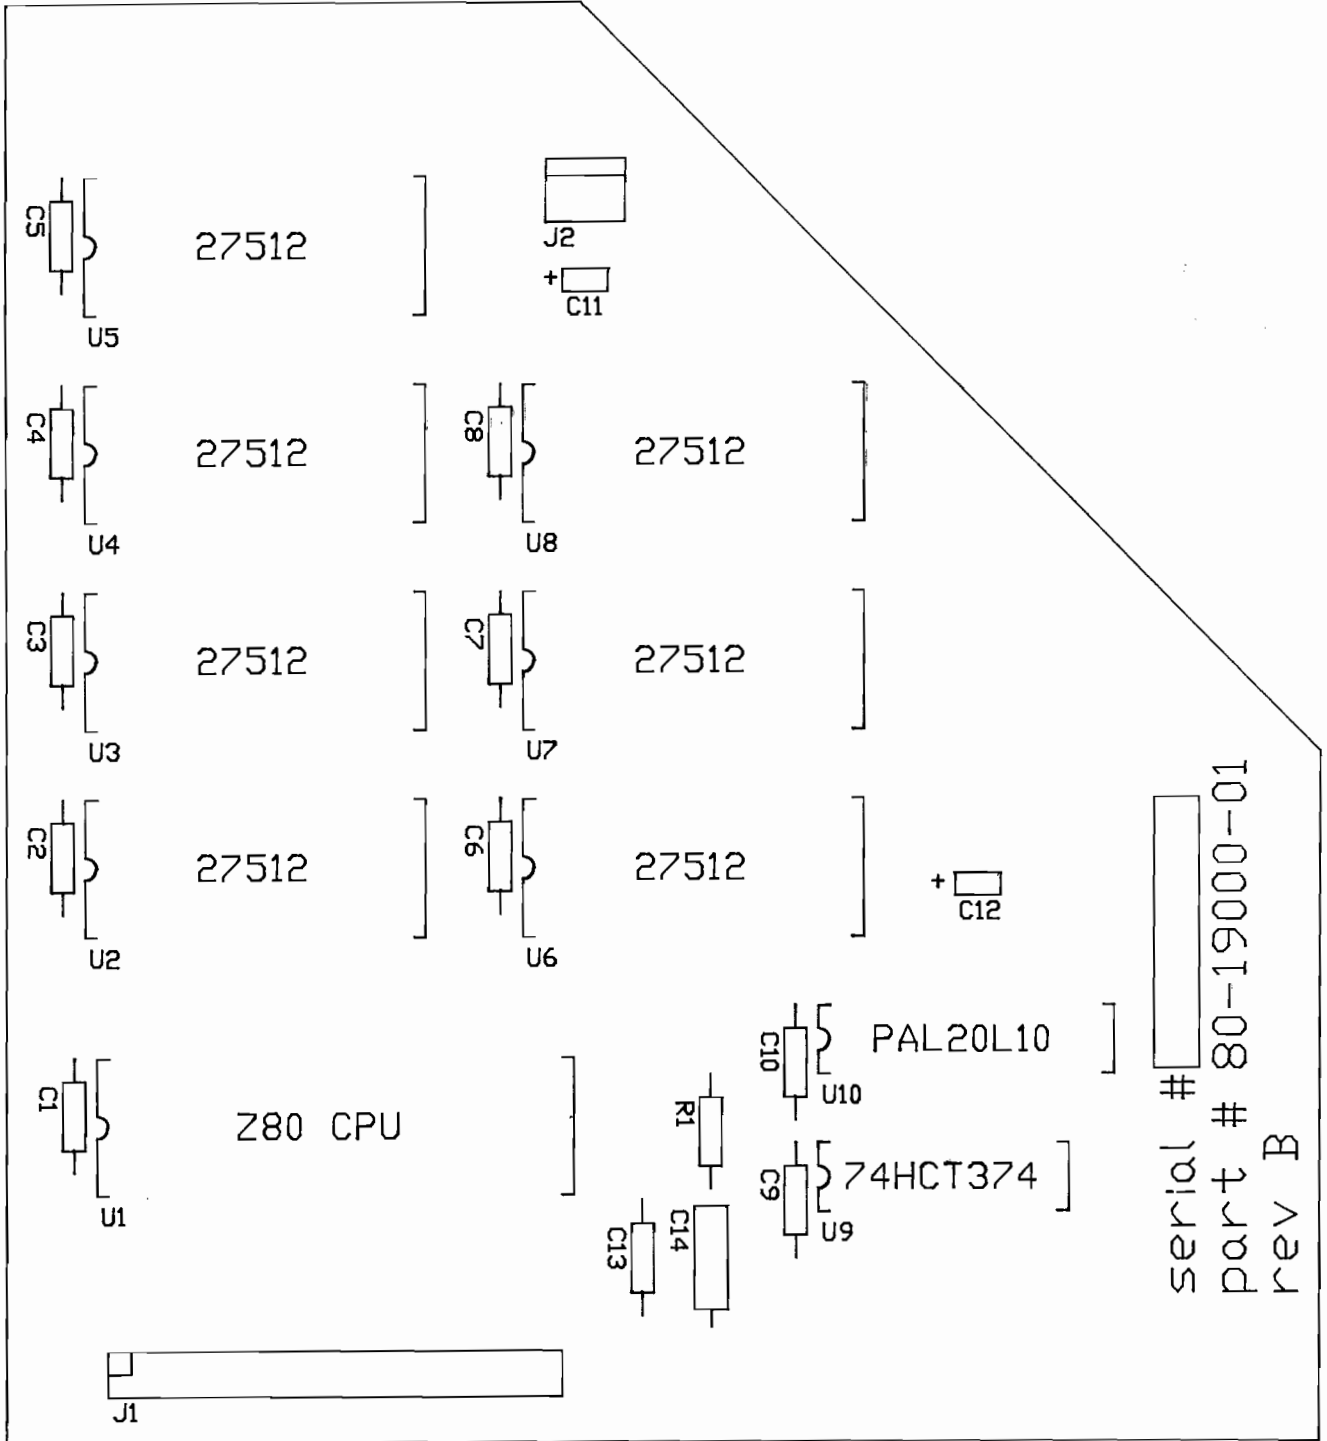 C5
27512
U5
J2
+
C11
C4
27512
U4
C8
27512
U8
C3
27512
U3
C7
27512
U7
C2
27512
U2
C6
27512
U6
+
C12
C10
PAL20L10
U10
C1
Z80 CPU
U1
R1
C9
74HCT374
U9
C13
C14
J1
serial #
part # 80-19000-01
rev B